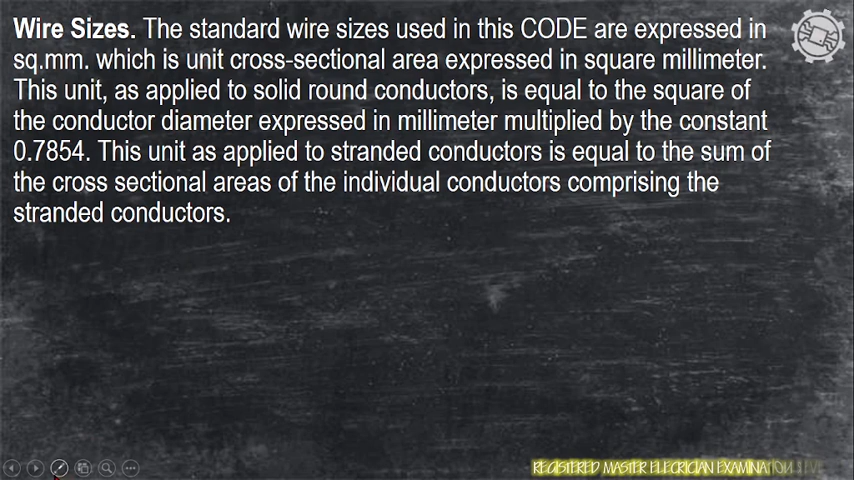 Wire Sizes. The standard wire sizes used in this CODE are expressed in
sq.mm. which is unit cross-sectional area expressed in square millimeter.
This unit, as applied to solid round conductors, is equal to the square of
the conductor diameter expressed in millimeter multiplied by the constant
0.7854. This unit as applied to stranded conductors is equal to the sum of
the cross sectional areas of the individual conductors comprising the
stranded conductors.
REGISTERED MASTER ELECRICIAN EXAMINATION